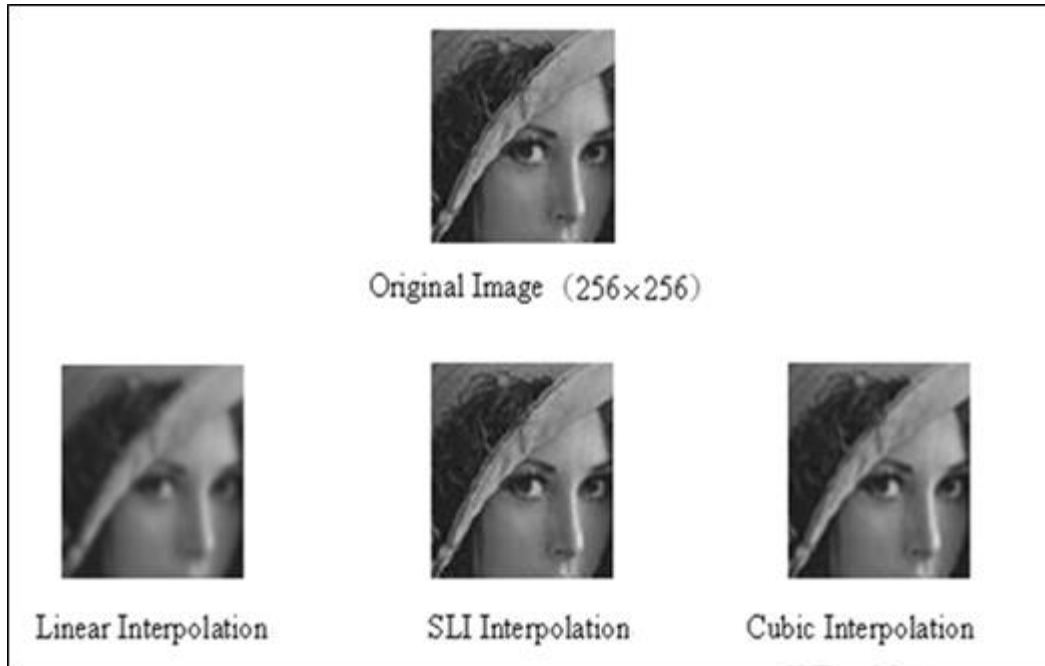 Original Image（256×256）
Linear Interpolation
SLI Interpolation
Cubic Interpolation